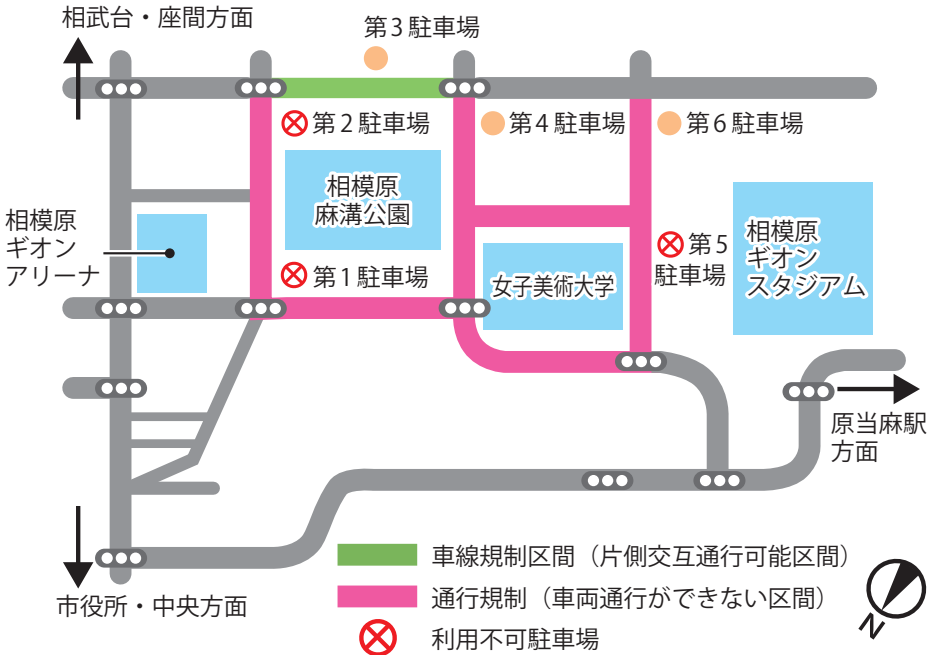 相武台・座間方面
第3駐車場
第2駐車場
第4駐車場
第6駐車場
相模原
麻溝公園
相模原
ギオン
アリーナ
第1駐車場
女子美術大学
第5
駐車場
相模原
ギオン
スタジアム
原当麻駅
方面
市役所・中央方面
車線規制区間（片側交互通行可能区間）
通行規制（車両通行ができない区間）
利用不可駐車場
N